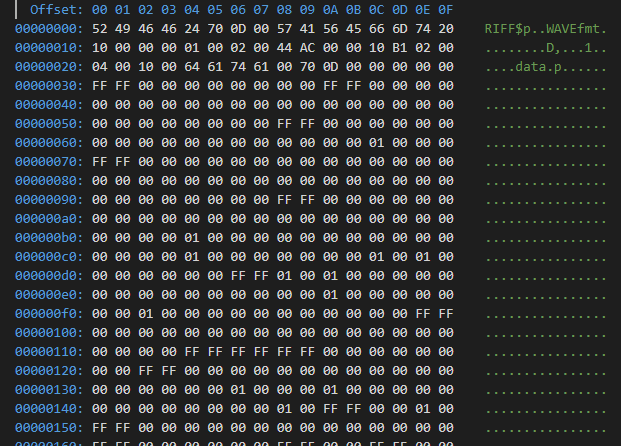 Offset: 00 01 02 03 04 05 06 07 08 09 0A 0B 0C 0D 0E 0F
00000000: 52 49 46 46 24 70 0D 00 57 41 56 45 66 6D 74 20 RIFF$p..WAVEfmt.
00000010: 10 00 00 00 01 00 02 00 44 AC 00 00 10 B1 02 00 ........D,...1..
00000020: 04 00 10 00 64 61 74 61 00 70 0D 00 00 00 00 00 ....data.p......
00000030: FF FF 00 00 00 00 00 00 00 00 FF FF 00 00 00 00 ................
00000040: 00 00 00 00 00 00 00 00 00 00 00 00 00 00 00 00 ................
00000050: 00 00 00 00 00 00 00 00 FF FF 00 00 00 00 00 00 ................
00000060: 00 00 00 00 00 00 00 00 00 00 00 00 01 00 00 00 ................
00000070: FF FF 00 00 00 00 00 00 00 00 00 00 00 00 00 00 ................
00000080: 00 00 00 00 00 00 00 00 00 00 00 00 00 00 00 00 ................
00000090: 00 00 00 00 00 00 00 00 FF FF 00 00 00 00 00 00 ................
000000a0: 00 00 00 00 00 00 00 00 00 00 00 00 00 00 00 00 ................
000000b0: 00 00 00 00 01 00 00 00 00 00 00 00 00 00 00 00 ................
000000c0: 00 00 00 00 01 00 00 00 00 00 00 00 01 00 01 00 ................
000000d0: 00 00 00 00 00 00 FF FF 01 00 01 00 00 00 00 00 ................
000000e0: 00 00 00 00 00 00 00 00 00 00 01 00 00 00 00 00 ................
000000f0: 00 00 01 00 00 00 00 00 00 00 00 00 00 00 FF FF ................
00000100: 00 00 00 00 00 00 00 00 00 00 00 00 00 00 00 00 ................
00000110: 00 00 00 00 FF FF FF FF FF FF 00 00 00 00 00 00 ................
00000120: 00 00 FF FF 00 00 00 00 00 00 00 00 00 00 00 00 ................
00000130: 00 00 00 00 00 00 01 00 00 00 01 00 00 00 00 00 ................
00000140: 00 00 00 00 00 00 00 00 01 00 FF FF 00 00 01 00 ................
00000150: FF FF 00 00 00 00 00 00 00 00 00 00 00 00 00 00 ................